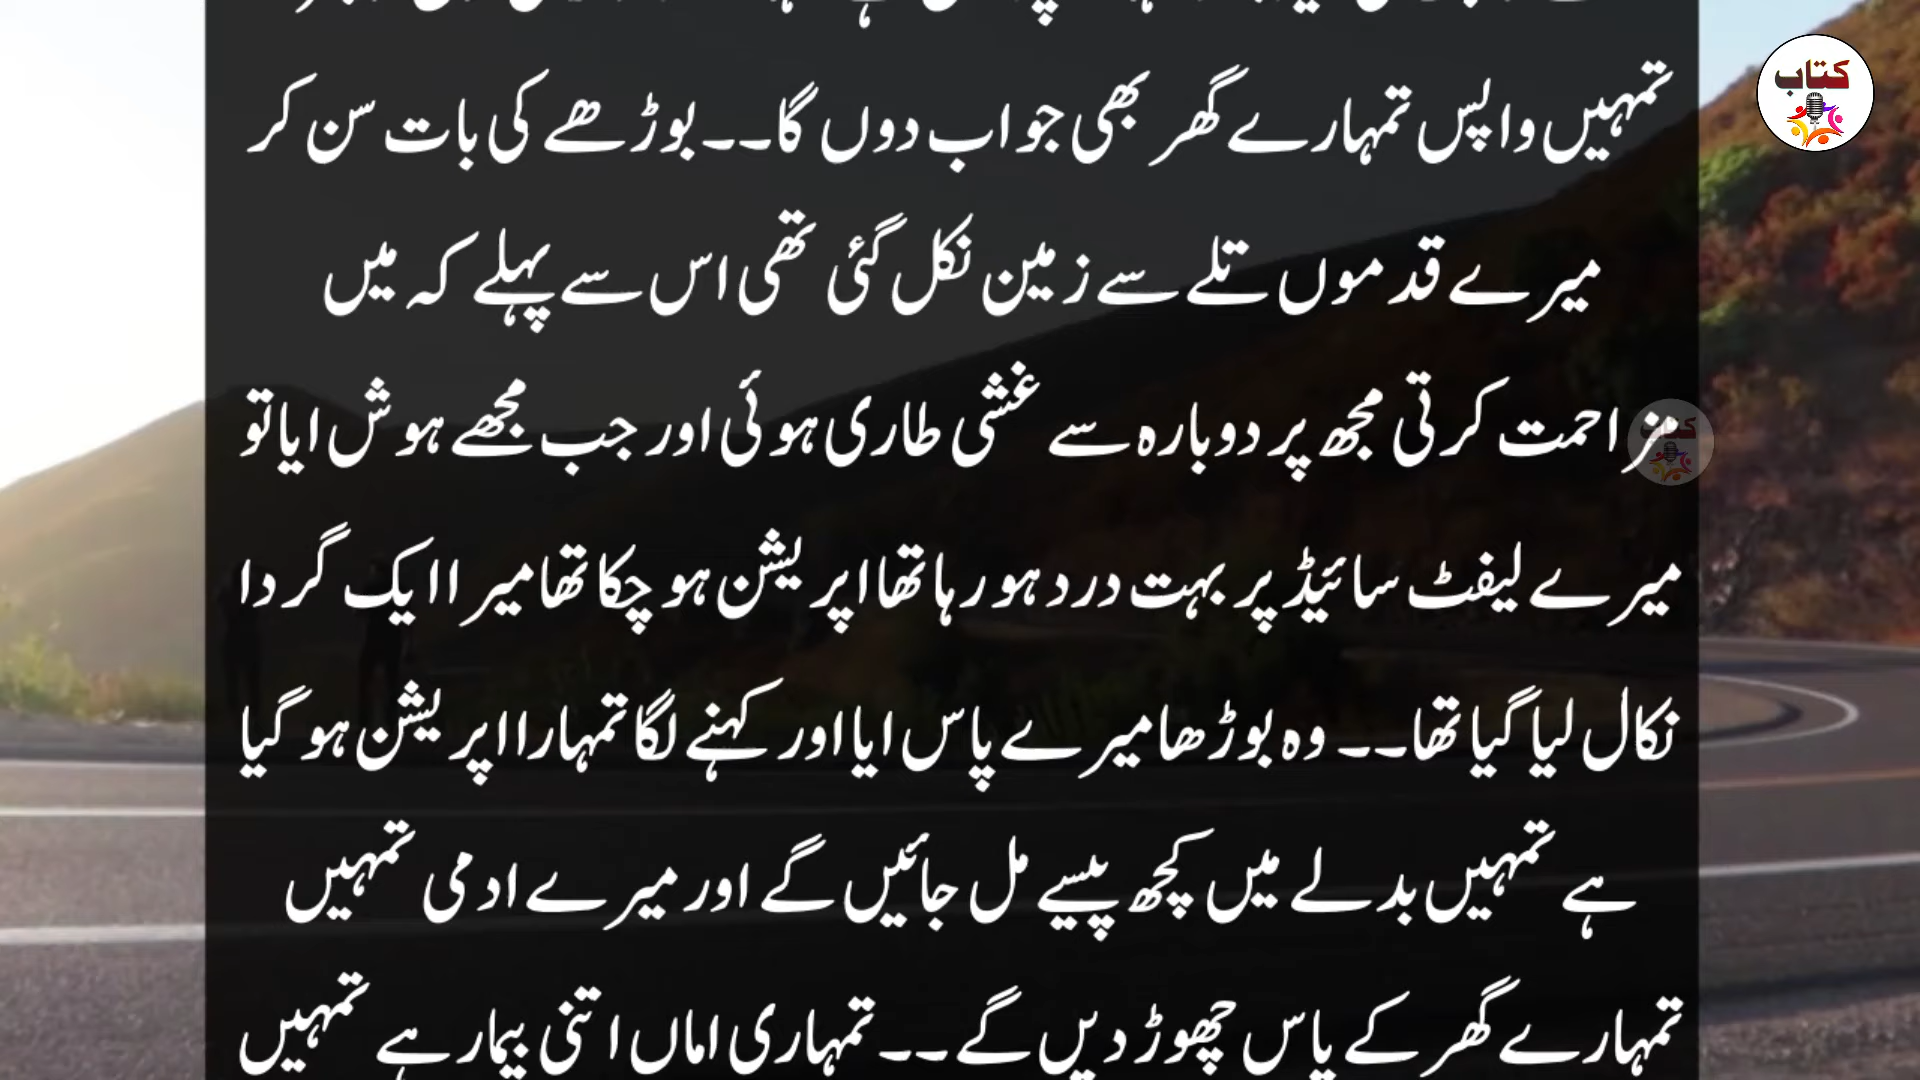 تمہیں واپس تمہارے گھر بھی جواب دوں گا۔۔بوڑھے کی بات سن کر
میرے قدموں تلے سے زمین نکل گئی تھی اس سے پہلے کہ میں
مزاحمت کرتی مجھ پر دوبارہ سے غشی طاری ہوئی اور جب مجھے ہوش ایا تو
میرے لیفٹ سائیڈ پر بہت درد ہو رہا تھا اپریشن ہو چکا تھا میرا ایک گردا
نکال لیا گیا تھا۔۔ وہ بوڑھا میرے پاس ایا اور کہنے لگا تمہارا اپریشن ہو گیا
ہے تمہیں بدلے میں کچھ پیسے مل جائیں گے اور میرے ادمی تمہیں
تمہارے گھر کے پاس چھوڑ دیں گے۔۔ تمہاری اماں اتنی بیمار ہے تمہیں
کتاب
کتاب